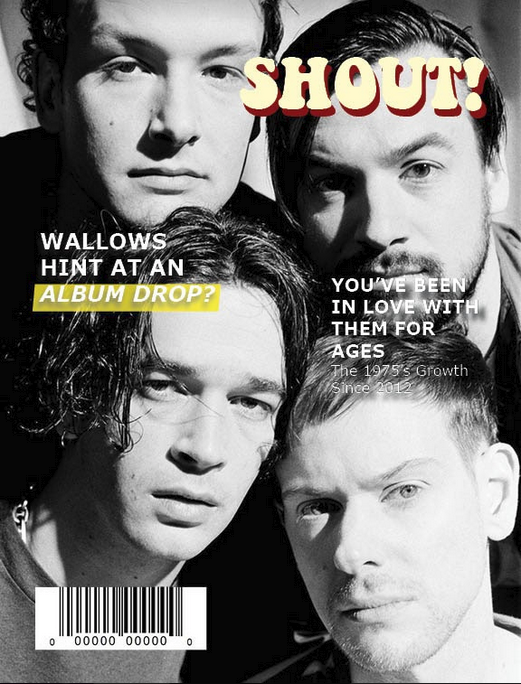 SHOUT!
WALLOWS
HINT AT AN
ALBUM DROP?
YOU'VE BEEN
IN LOVE WITH
THEM FOR
AGES
The 1975's Growth
Since 2012
0 00000 00000 0